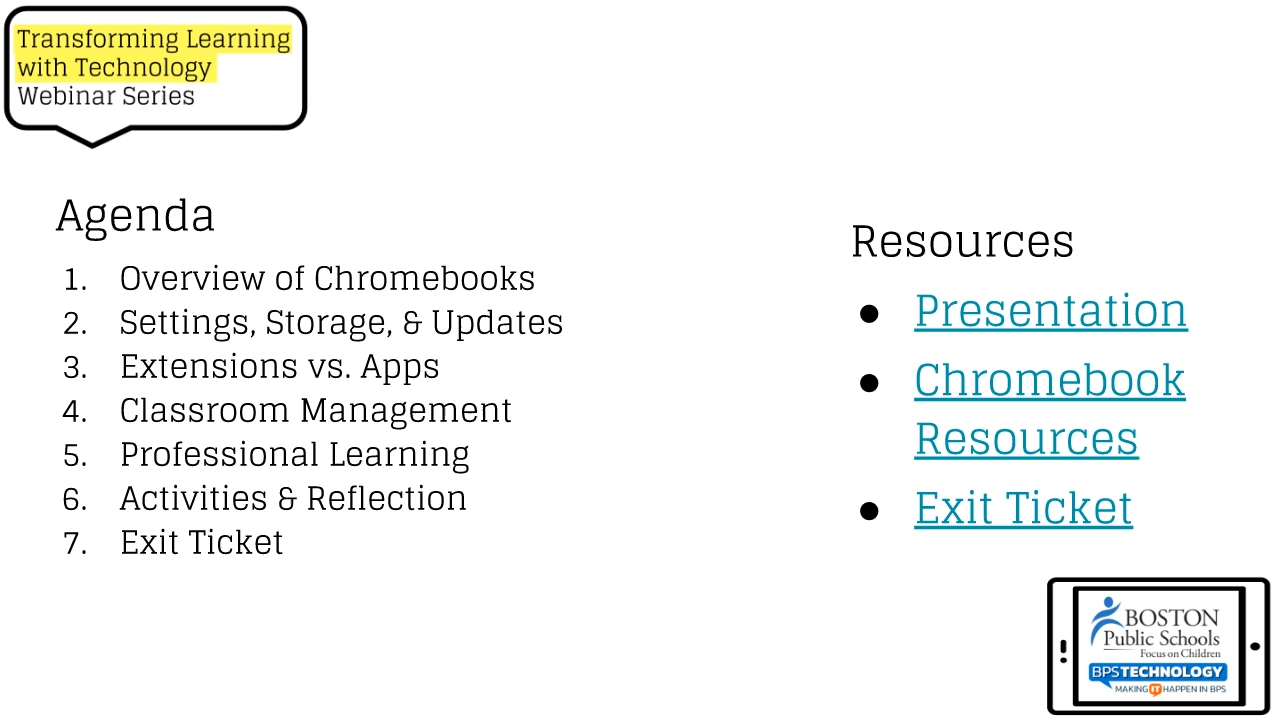 Transforming Learning
with Technology
Webinar Series
Agenda
1. Overview of Chromebooks
2. Settings, Storage, & Updates
3. Extensions vs. Apps
4. Classroom Management
5. Professional Learning
6. Activities & Reflection
7. Exit Ticket
Resources
● Presentation
● Chromebook
Resources
● Exit Ticket
BOSTON
Public Schools
Focus on Children
BPSTECHNOLOGY
MAKING IT HAPPEN IN BPS